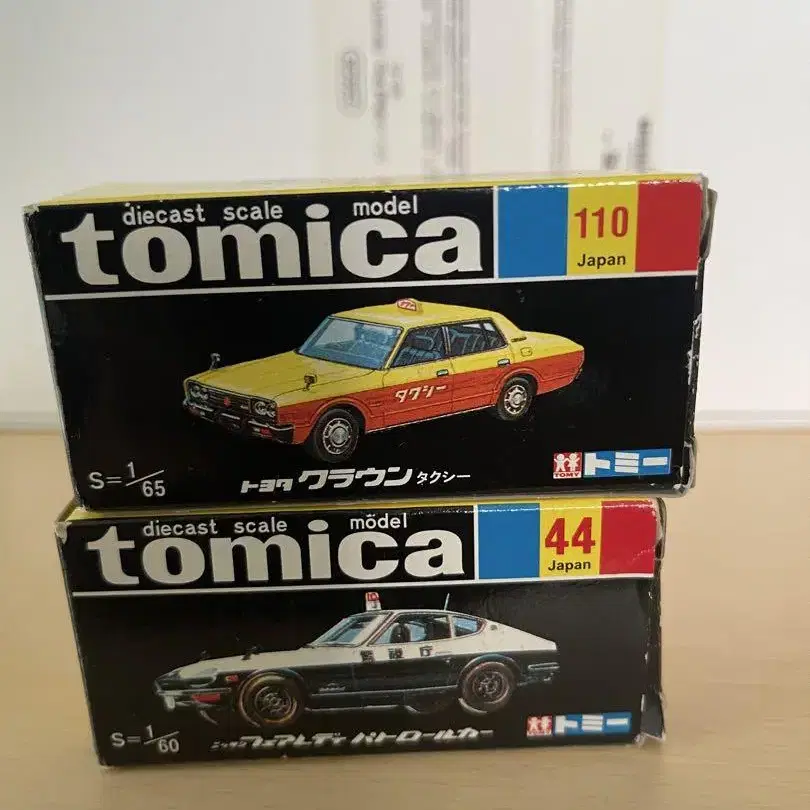 diecast scale model
tomica
110
Japan
タクシー
S=1/65
トヨタ クラウン タクシー
TOMY
トミー
diecast scale model
tomica
44
Japan
警視庁
S=1/60
ニッサン フェアレディ パトロールカー
トミー